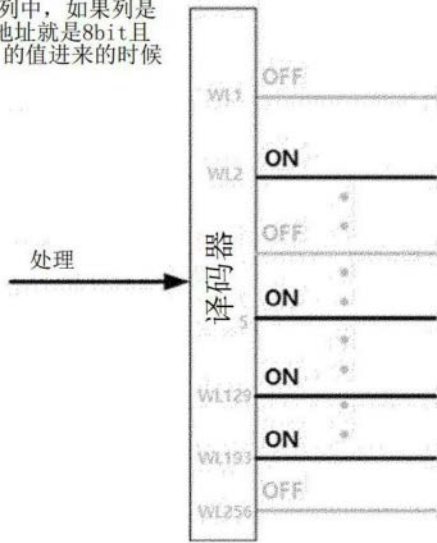 列中，如果列是
地址就是8bit且
的值进来的时候
OFF
WL1
ON
WL2
OFF
处理
译码器
ON
5
ON
WL129
ON
WL193
OFF
WL256